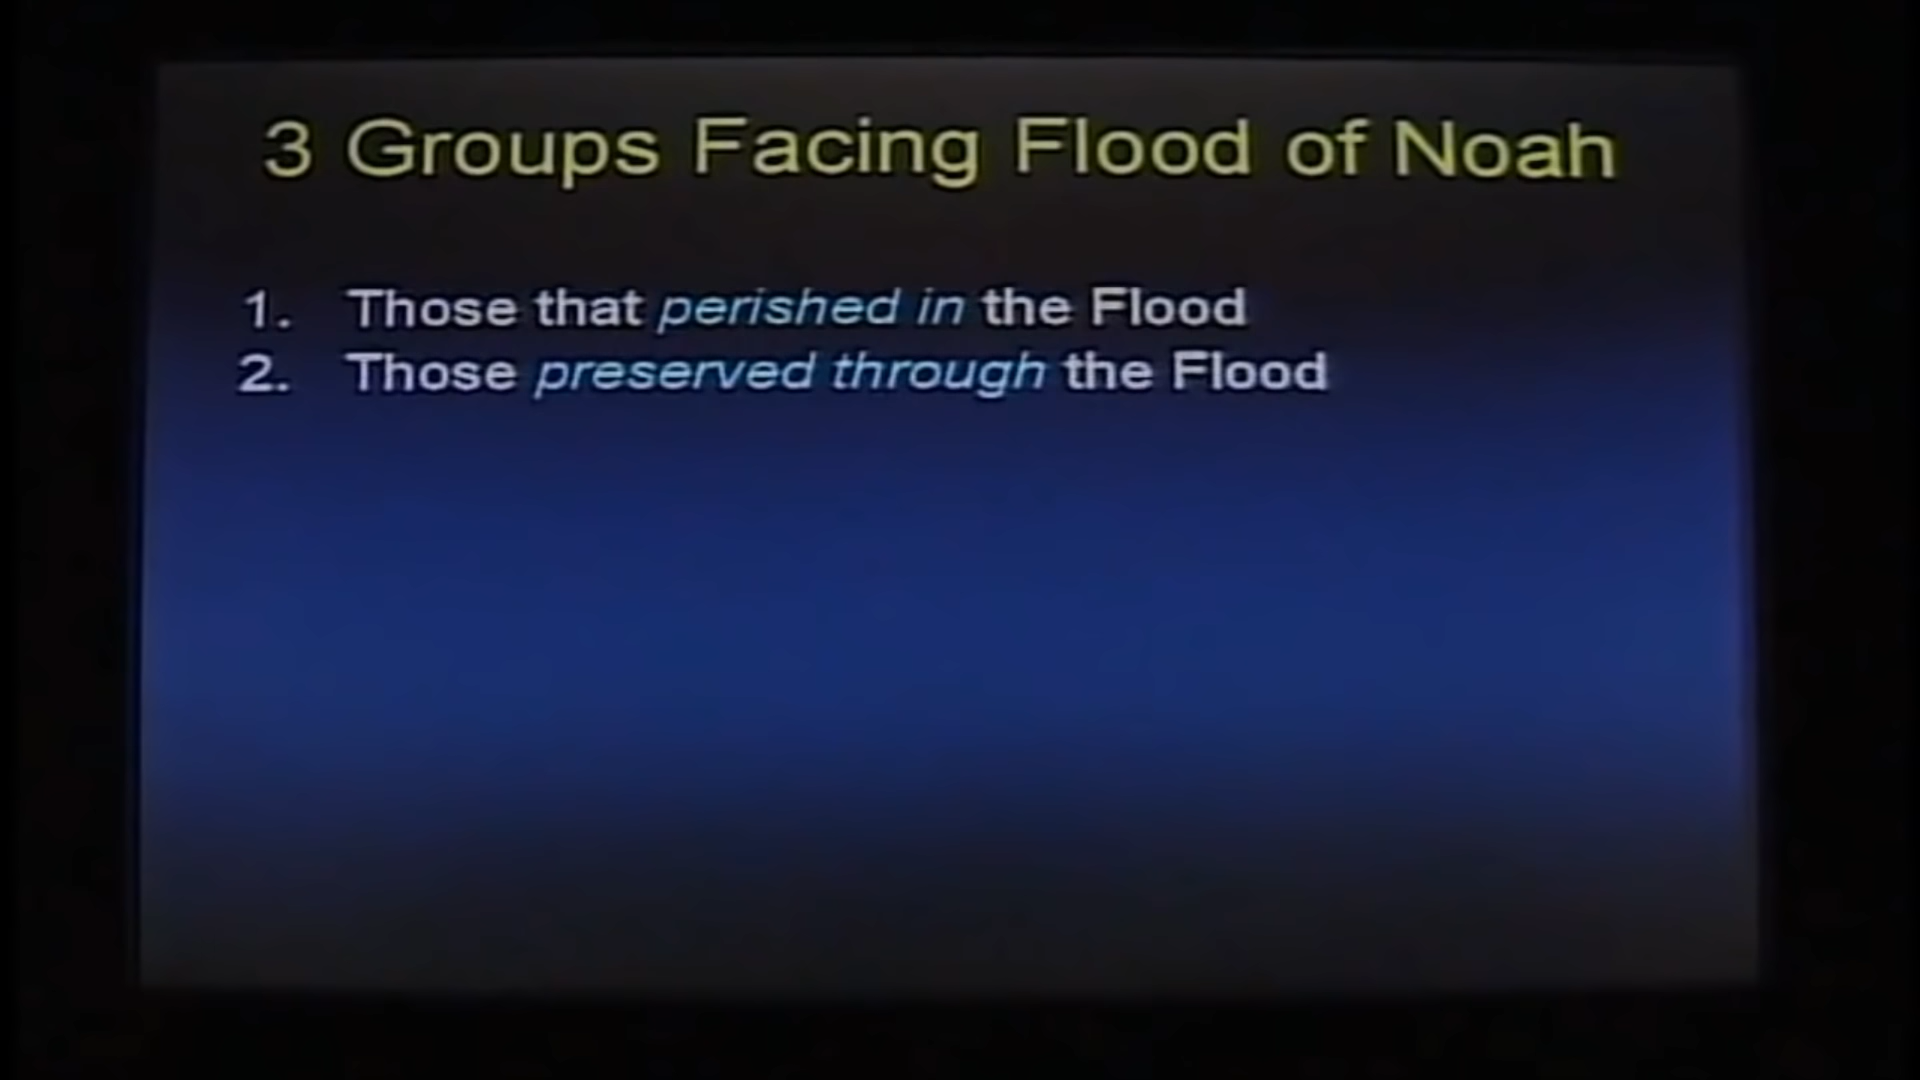 3 Groups Facing Flood of Noah
1. Those that perished in the Flood
2. Those preserved through the Flood